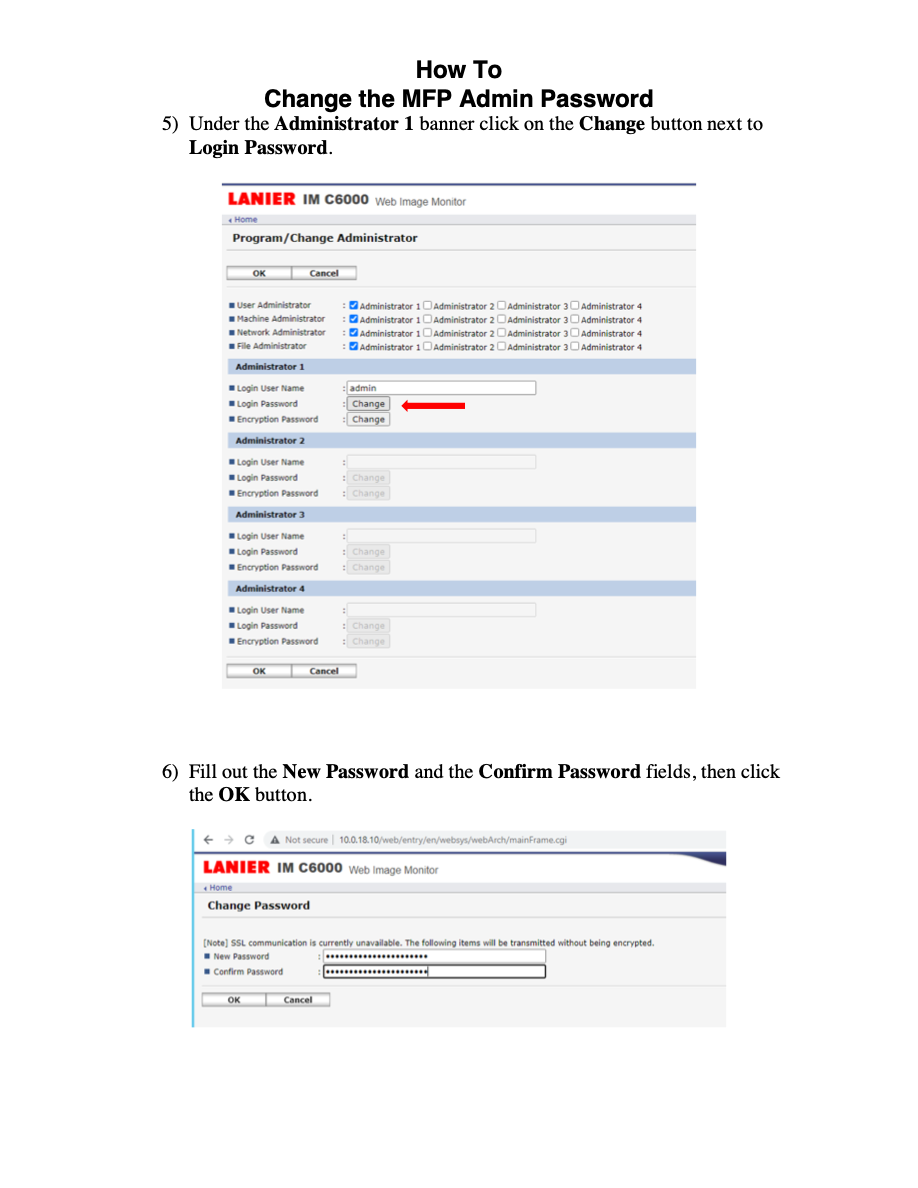 How To
Change the MFP Admin Password
5) Under the Administrator 1 banner click on the Change button next to
Login Password.
LANIER IM C6000 Web Image Monitor
Home
Program/Change Administrator
OK Cancel
User Administrator : Administrator 1 Administrator 2 Administrator 3 Administrator 4
Machine Administrator : Administrator 1 Administrator 2 Administrator 3 Administrator 4
Network Administrator : Administrator 1 Administrator 2 Administrator 3 Administrator 4
File Administrator : Administrator 1 Administrator 2 Administrator 3 Administrator 4
Administrator 1
Login User Name : admin
Login Password : Change
Encryption Password : Change
Administrator 2
Login User Name :
Login Password : Change
Encryption Password : Change
Administrator 3
Login User Name :
Login Password : Change
Encryption Password : Change
Administrator 4
Login User Name :
Login Password : Change
Encryption Password : Change
OK Cancel
6) Fill out the New Password and the Confirm Password fields, then click
the OK button.
Not secure | 10.0.18.10/web/entry/en/websys/webArch/mainFrame.cgi
LANIER IM C6000 Web Image Monitor
Home
Change Password
[Note] SSL communication is currently unavailable. The following items will be transmitted without being encrypted.
New Password : ••••••••••••••••••••••
Confirm Password : ••••••••••••••••••••••
OK Cancel